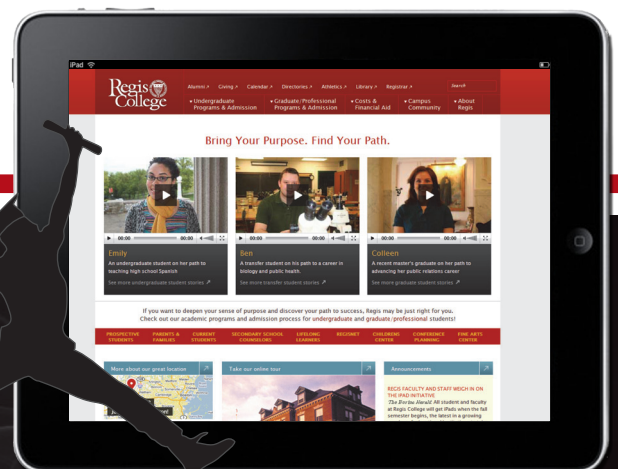 iPad
Regis
College
Alumni Giving Calendar Directories Athletics Library Registrar Search
Undergraduate
Programs & Admission
Graduate/Professional
Programs & Admission
Costs &
Financial Aid
Campus
Community
About
Regis
Bring Your Purpose. Find Your Path.
00:00 00:00
00:00 00:00
00:00 00:00
Emily
An undergraduate student on her path to
teaching high school Spanish
See more undergraduate student stories
Ben
A transfer student on his path to a career in
biology and public health.
See more transfer student stories
Colleen
A recent master's graduate on her path to
advancing her public relations career
See more graduate student stories
If you want to deepen your sense of purpose and discover your path to success, Regis may be just right for you.
Check out our academic programs and admission process for undergraduate and graduate/professional students!
PROSPECTIVE
STUDENTS
PARENTS &
FAMILIES
CURRENT
STUDENTS
SECONDARY SCHOOL
COUNSELORS
LIFELONG
LEARNERS
REGISNET
CHILDRENS
CENTER
CONFERENCE
PLANNING
FINE ARTS
CENTER
More about our great location
Take our online tour
Announcements
REGIS FACULTY AND STAFF WEIGH IN ON
THE IPAD INITIATIVE
The Boston Herald All student and faculty
at Regis College will get iPads when the fall
semester begins, the latest in a growing